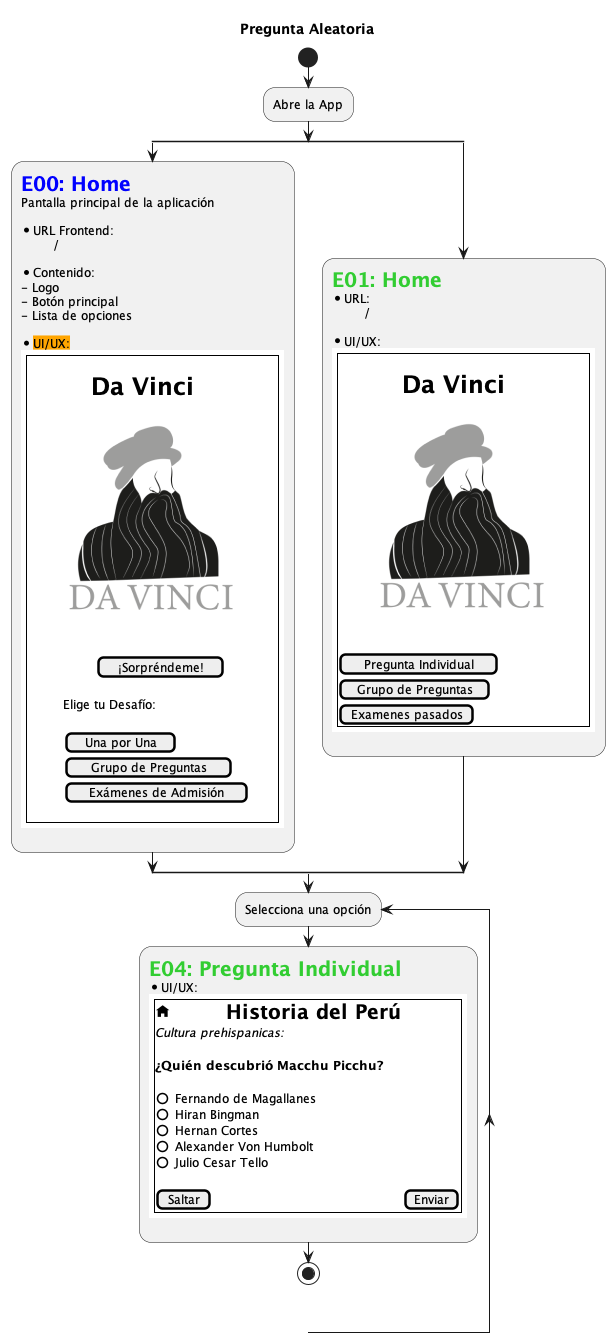 Pregunta Aleatoria
Abre la App
E00: Home
Pantalla principal de la aplicación
• URL Frontend:
/
• Contenido:
- Logo
- Botón principal
- Lista de opciones
• UI/UX:
Da Vinci
DA VINCI
¡Sorpréndeme!
Elige tu Desafío:
Una por Una
Grupo de Preguntas
Exámenes de Admisión
E01: Home
• URL:
/
• UI/UX:
Da Vinci
DA VINCI
Pregunta Individual
Grupo de Preguntas
Examenes pasados
Selecciona una opción
E04: Pregunta Individual
• UI/UX:
Historia del Perú
Cultura prehispanicas:
¿Quién descubrió Macchu Picchu?
Fernando de Magallanes
Hiran Bingman
Hernan Cortes
Alexander Von Humbolt
Julio Cesar Tello
Saltar Enviar